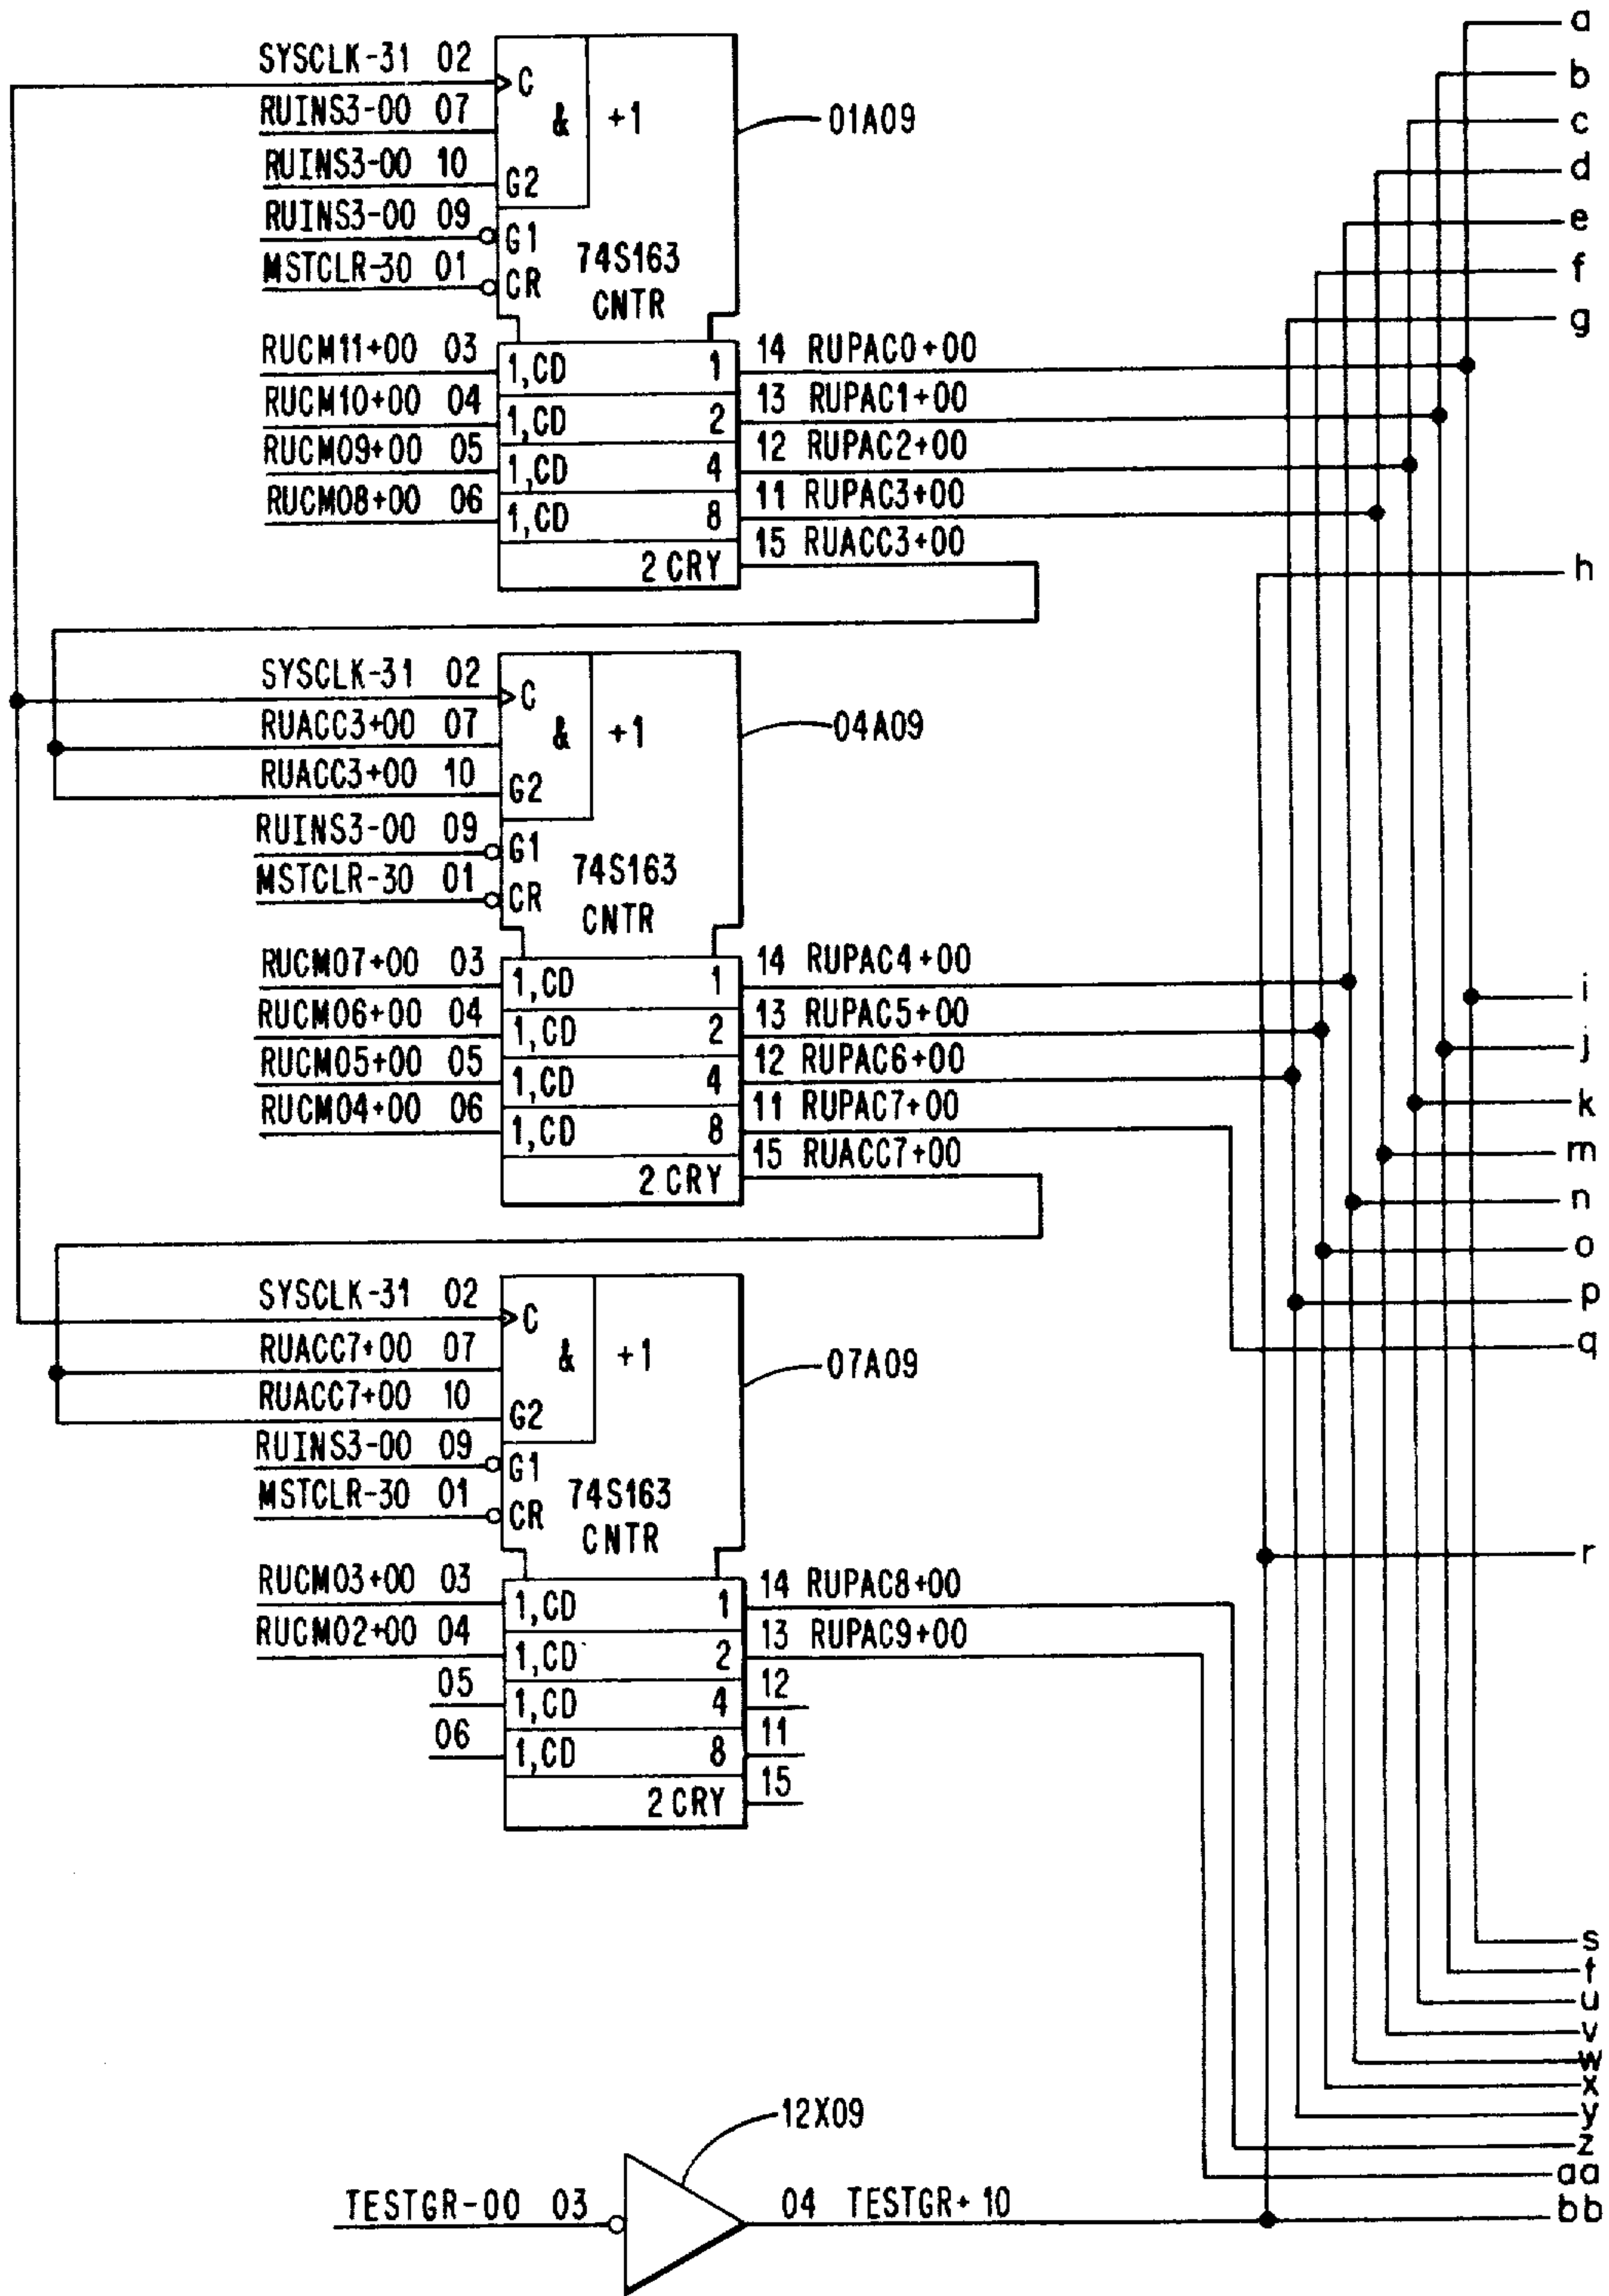 a
SYSCLK-31 02
C
b
RUINS3-00 07
& +1
01A09
c
RUINS3-00 10
G2
d
RUINS3-00 09
G1
e
MSTCLR-30 01
CR
74S163
CNTR
f
g
RUCM11+00 03
1,CD 1
14 RUPAC0+00
RUCM10+00 04
1,CD 2
13 RUPAC1+00
RUCM09+00 05
1,CD 4
12 RUPAC2+00
RUCM08+00 06
1,CD 8
11 RUPAC3+00
2 CRY
15 RUACC3+00
h
SYSCLK-31 02
C
RUACC3+00 07
& +1
04A09
RUACC3+00 10
G2
RUINS3-00 09
G1
MSTCLR-30 01
CR
74S163
CNTR
RUCM07+00 03
1,CD 1
14 RUPAC4+00
i
RUCM06+00 04
1,CD 2
13 RUPAC5+00
j
RUCM05+00 05
1,CD 4
12 RUPAC6+00
k
RUCM04+00 06
1,CD 8
11 RUPAC7+00
m
2 CRY
15 RUACC7+00
n
o
p
q
SYSCLK-31 02
C
RUACC7+00 07
& +1
07A09
RUACC7+00 10
G2
RUINS3-00 09
G1
MSTCLR-30 01
CR
74S163
CNTR
r
RUCM03+00 03
1,CD 1
14 RUPAC8+00
RUCM02+00 04
1,CD 2
13 RUPAC9+00
05
1,CD 4
12
06
1,CD 8
11
2 CRY
15
s
t
u
v
w
x
y
z
aa
bb
12X09
TESTGR-00 03
04 TESTGR+10